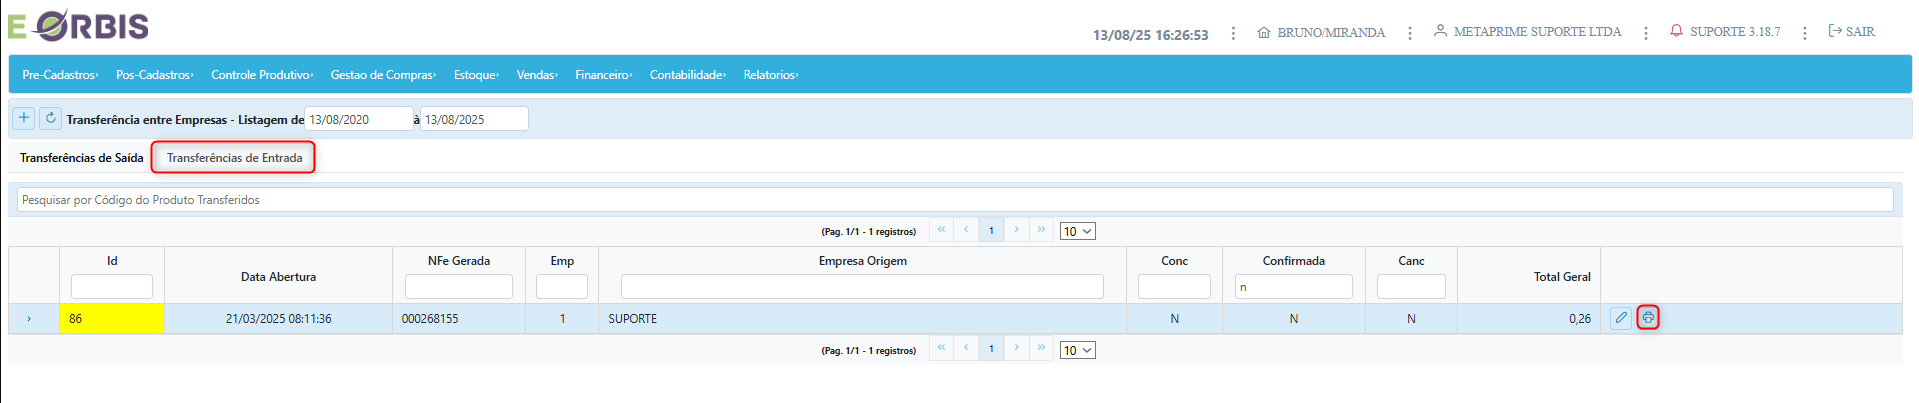 E ORBIS
13/08/25 16:26:53 BRUNO/MIRANDA METAPRIME SUPORTE LTDA SUPORTE 3.18.7 SAIR
Pre-Cadastros› Pos-Cadastros› Controle Produtivo› Gestao de Compras› Estoque› Vendas› Financeiro› Contabilidade› Relatorios›
Transferência entre Empresas - Listagem de 13/08/2020 à 13/08/2025
Transferências de Saída Transferências de Entrada
Pesquisar por Código do Produto Transferidos
(Pag. 1/1 - 1 registros) « ‹ 1 › » 10
Id Data Abertura NFe Gerada Emp Empresa Origem Conc Confirmada Canc Total Geral
n
› 86 21/03/2025 08:11:36 000268155 1 SUPORTE N N N 0,26
(Pag. 1/1 - 1 registros) « ‹ 1 › » 10